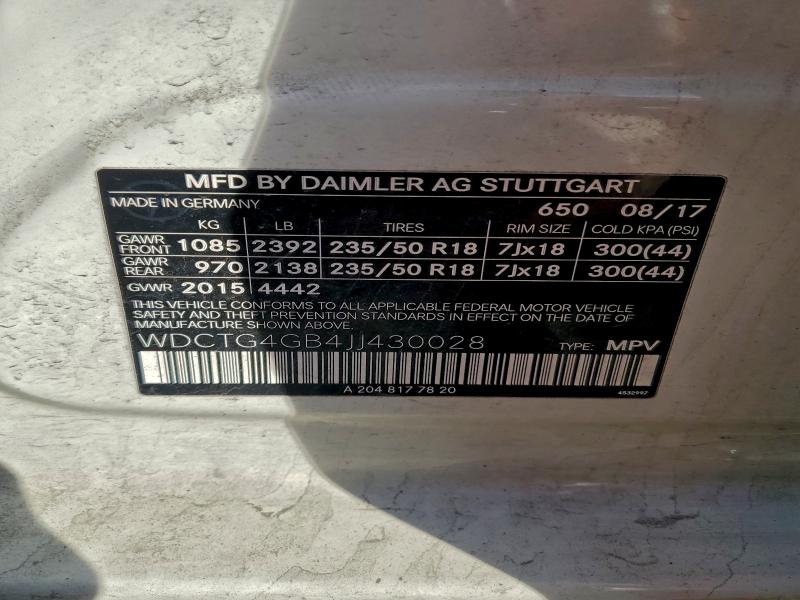 MFD BY DAIMLER AG STUTTGART
MADE IN GERMANY 650 08/17
KG LB TIRES RIM SIZE COLD KPA (PSI)
GAWR FRONT 1085 2392 235/50 R18 7Jx18 300(44)
GAWR REAR 970 2138 235/50 R18 7Jx18 300(44)
GVWR 2015 4442
THIS VEHICLE CONFORMS TO ALL APPLICABLE FEDERAL MOTOR VEHICLE
SAFETY AND THEFT PREVENTION STANDARDS IN EFFECT ON THE DATE OF
MANUFACTURE SHOWN ABOVE.
WDCTG4GB4JJ430028 TYPE: MPV
A 204 817 78 20
4532997